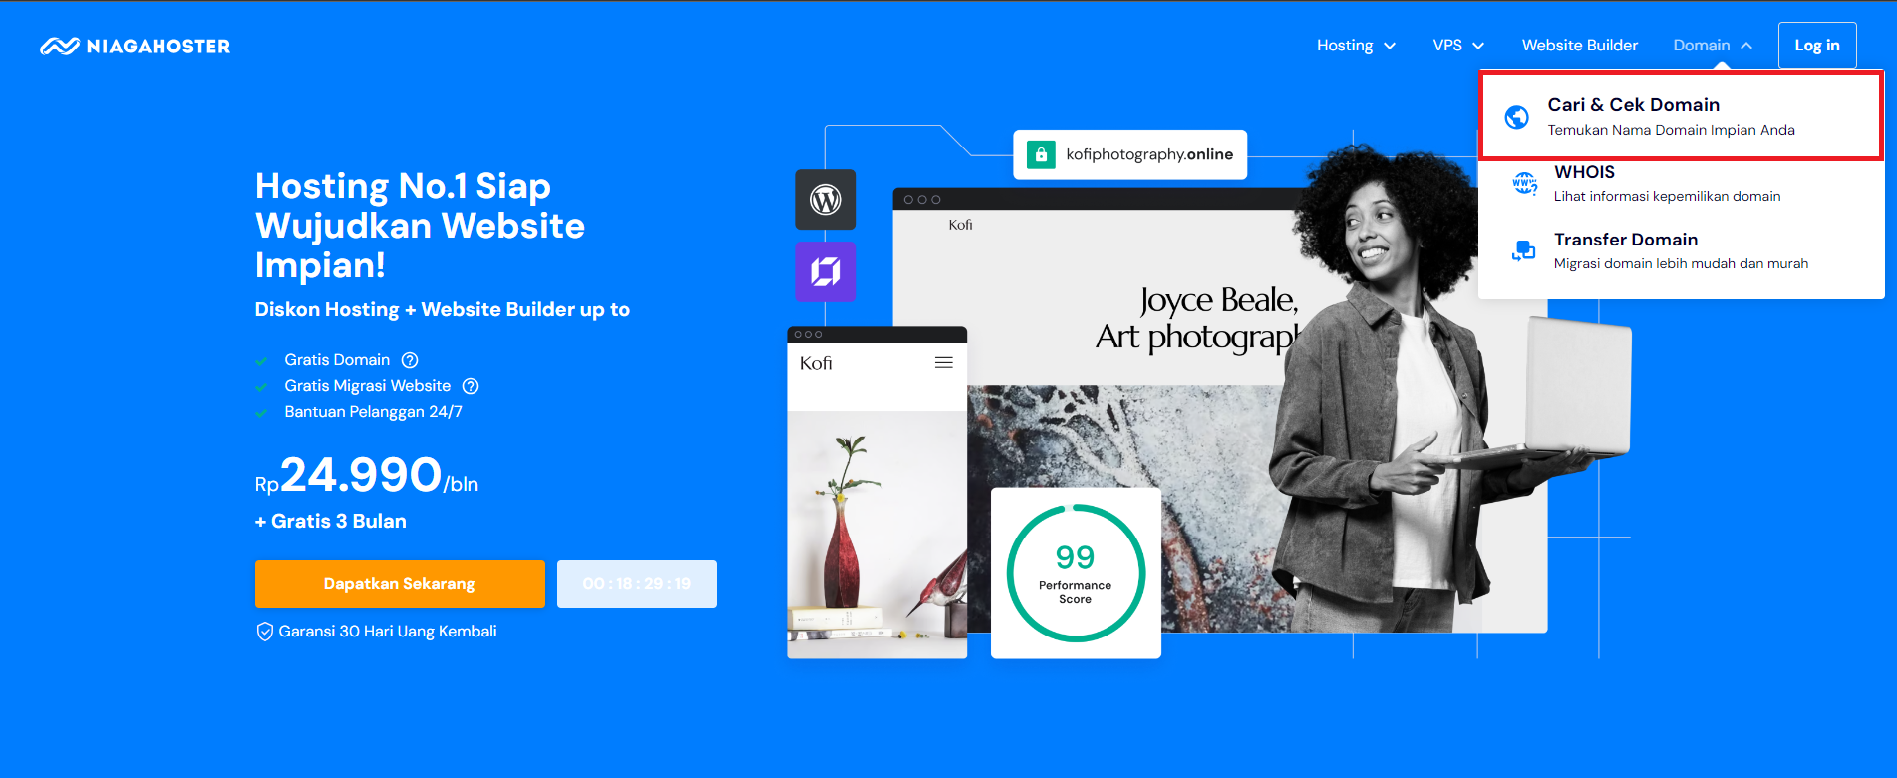 NIAGAHOSTER
Hosting
VPS
Website Builder
Domain
Log in
Cari & Cek Domain
Temukan Nama Domain Impian Anda
WHOIS
Lihat informasi kepemilikan domain
Transfer Domain
Migrasi domain lebih mudah dan murah
Hosting No.1 Siap
Wujudkan Website
Impian!
Diskon Hosting + Website Builder up to
Gratis Domain
Gratis Migrasi Website
Bantuan Pelanggan 24/7
Rp24.990/bln
+ Gratis 3 Bulan
Dapatkan Sekarang
00 : 18 : 29 : 19
Garansi 30 Hari Uang Kembali
kofiphotography.online
Kofi
Joyce Beale,
Art photograph
Kofi
99
Performance
Score